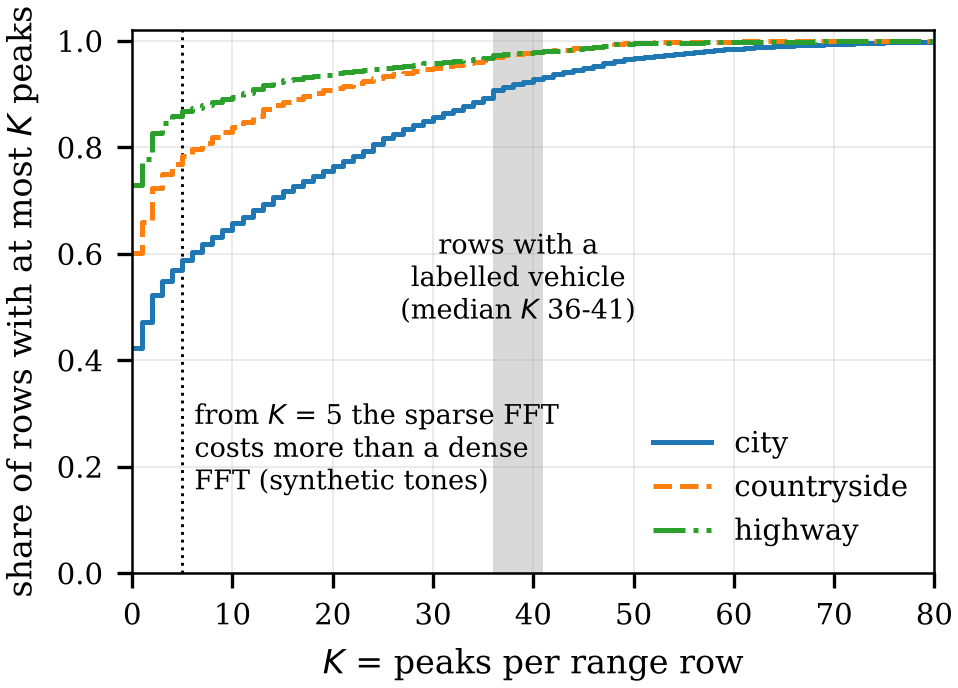 share of rows with at most K peaks
1.0
0.8
0.6
0.4
0.2
0.0
rows with a
labelled vehicle
(median K 36-41)
from K = 5 the sparse FFT
costs more than a dense
FFT (synthetic tones)
city
countryside
highway
0 10 20 30 40 50 60 70 80
K = peaks per range row